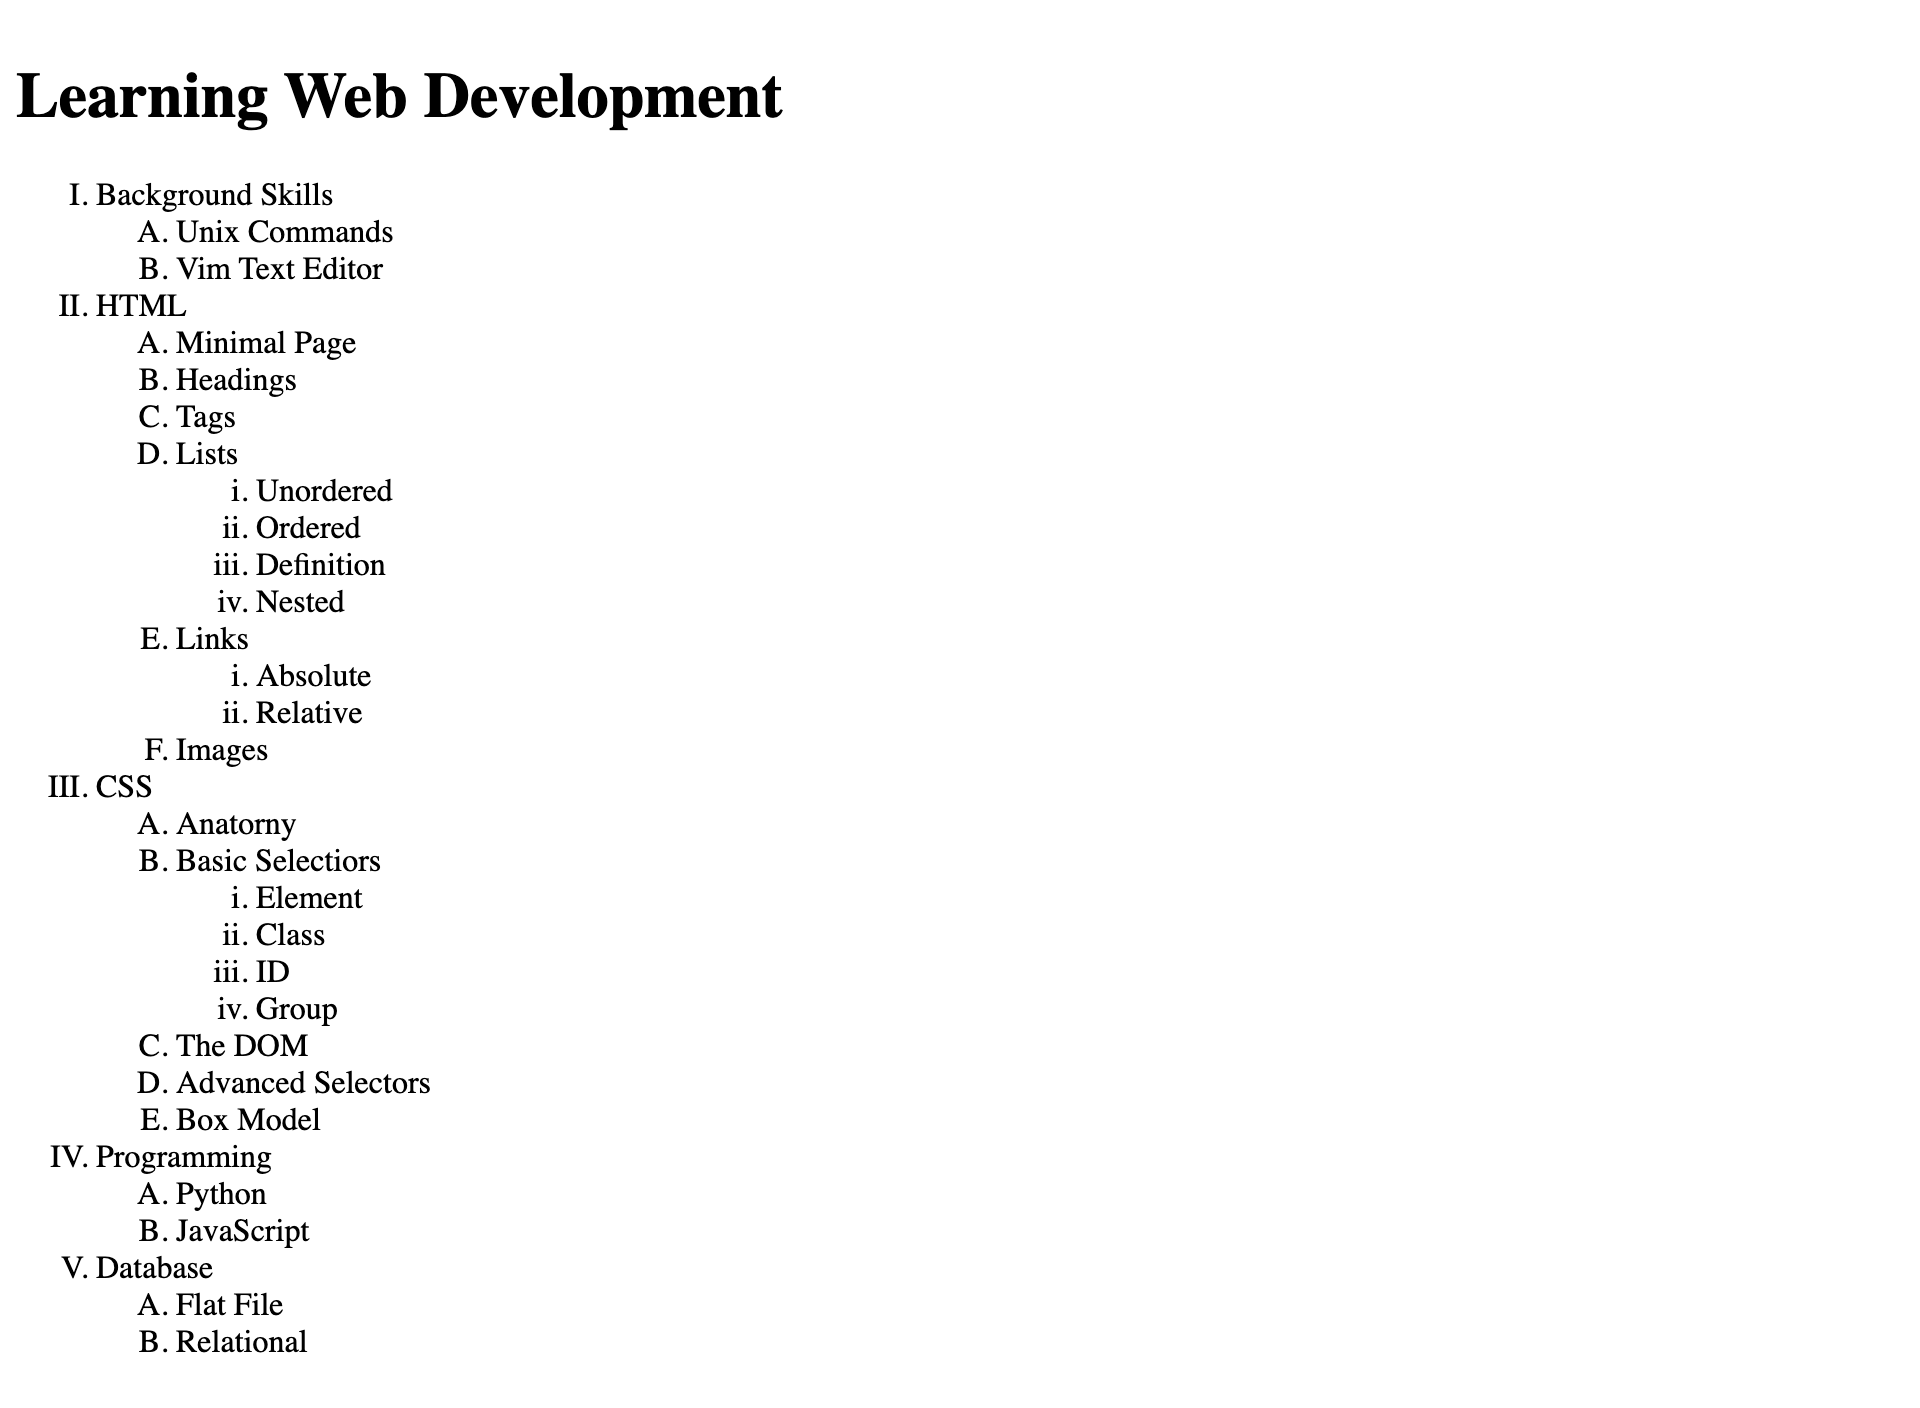 Learning Web Development
I. Background Skills
A. Unix Commands
B. Vim Text Editor
II. HTML
A. Minimal Page
B. Headings
C. Tags
D. Lists
i. Unordered
ii. Ordered
iii. Definition
iv. Nested
E. Links
i. Absolute
ii. Relative
F. Images
III. CSS
A. Anatorny
B. Basic Selectiors
i. Element
ii. Class
iii. ID
iv. Group
C. The DOM
D. Advanced Selectors
E. Box Model
IV. Programming
A. Python
B. JavaScript
V. Database
A. Flat File
B. Relational